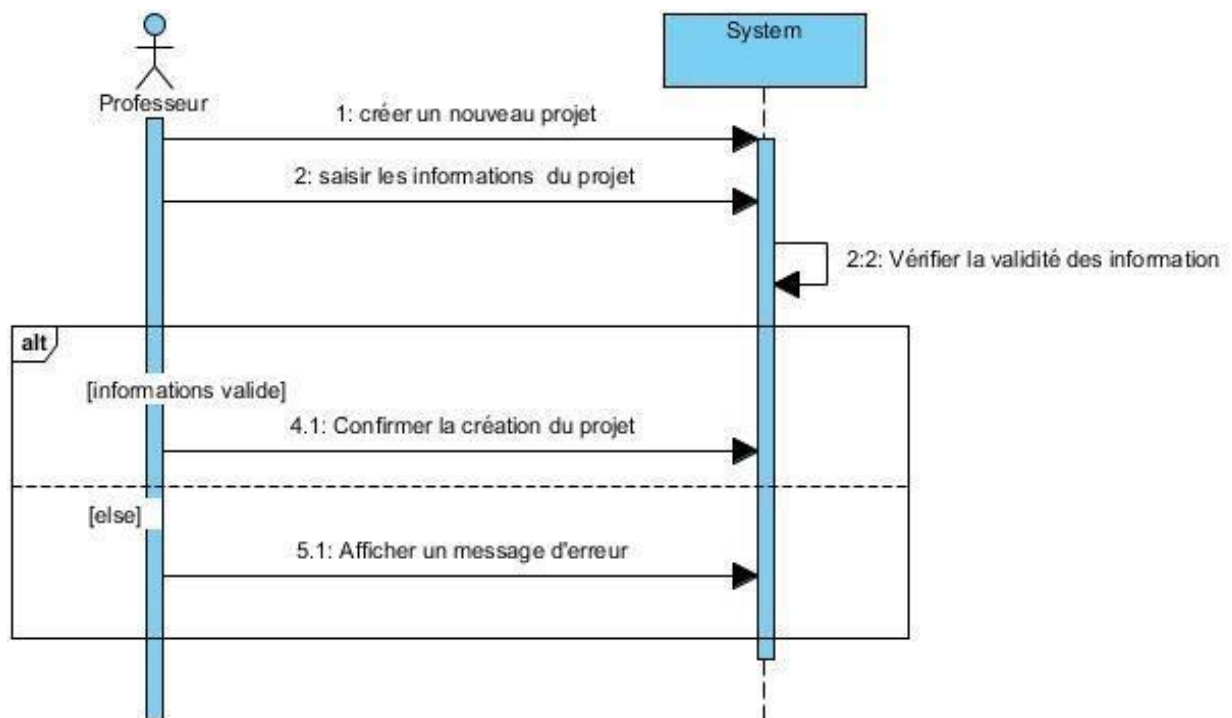 System
Professeur
1: créer un nouveau projet
2: saisir les informations  du projet
2:2: Vérifier la validité des information
alt
[informations valide]
4.1: Confirmer la création du projet
[else]
5.1: Afficher un message d'erreur